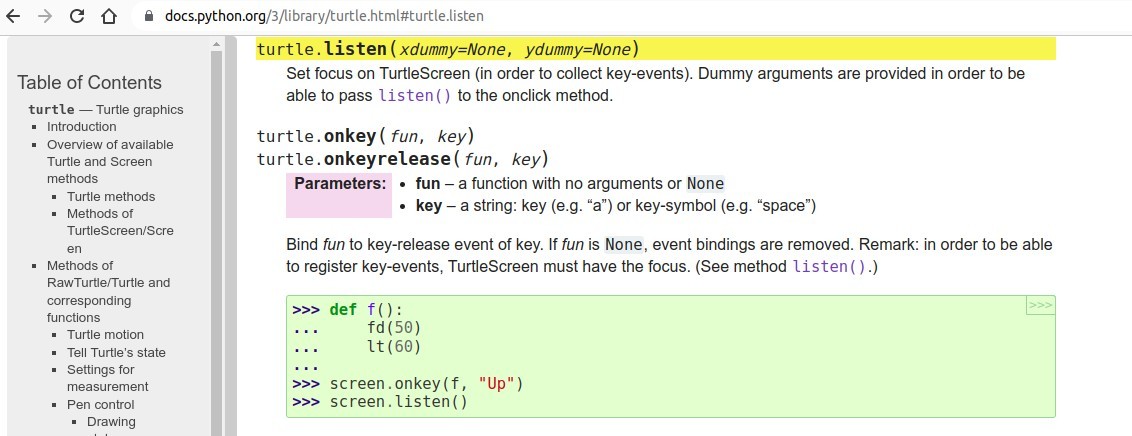 docs.python.org/3/library/turtle.html#turtle.listen
Table of Contents
turtle — Turtle graphics
Introduction
Overview of available
Turtle and Screen
methods
Turtle methods
Methods of
TurtleScreen/Scre
en
Methods of
RawTurtle/Turtle and
corresponding
functions
Turtle motion
Tell Turtle's state
Settings for
measurement
Pen control
Drawing
turtle.listen(xdummy=None, ydummy=None)
Set focus on TurtleScreen (in order to collect key-events). Dummy arguments are provided in order to be
able to pass listen() to the onclick method.
turtle.onkey(fun, key)
turtle.onkeyrelease(fun, key)
Parameters: • fun – a function with no arguments or None
• key – a string: key (e.g. “a”) or key-symbol (e.g. “space”)
Bind fun to key-release event of key. If fun is None, event bindings are removed. Remark: in order to be able
to register key-events, TurtleScreen must have the focus. (See method listen().)
>>>
>>> def f():
...     fd(50)
...     lt(60)
...
>>> screen.onkey(f, "Up")
>>> screen.listen()